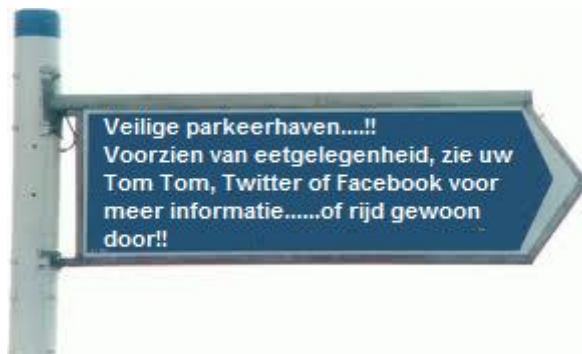 Veilige parkeerhaven....!!
Voorzien van eetgelegenheid, zie uw
Tom Tom, Twitter of Facebook voor
meer informatie......of rijd gewoon
door!!